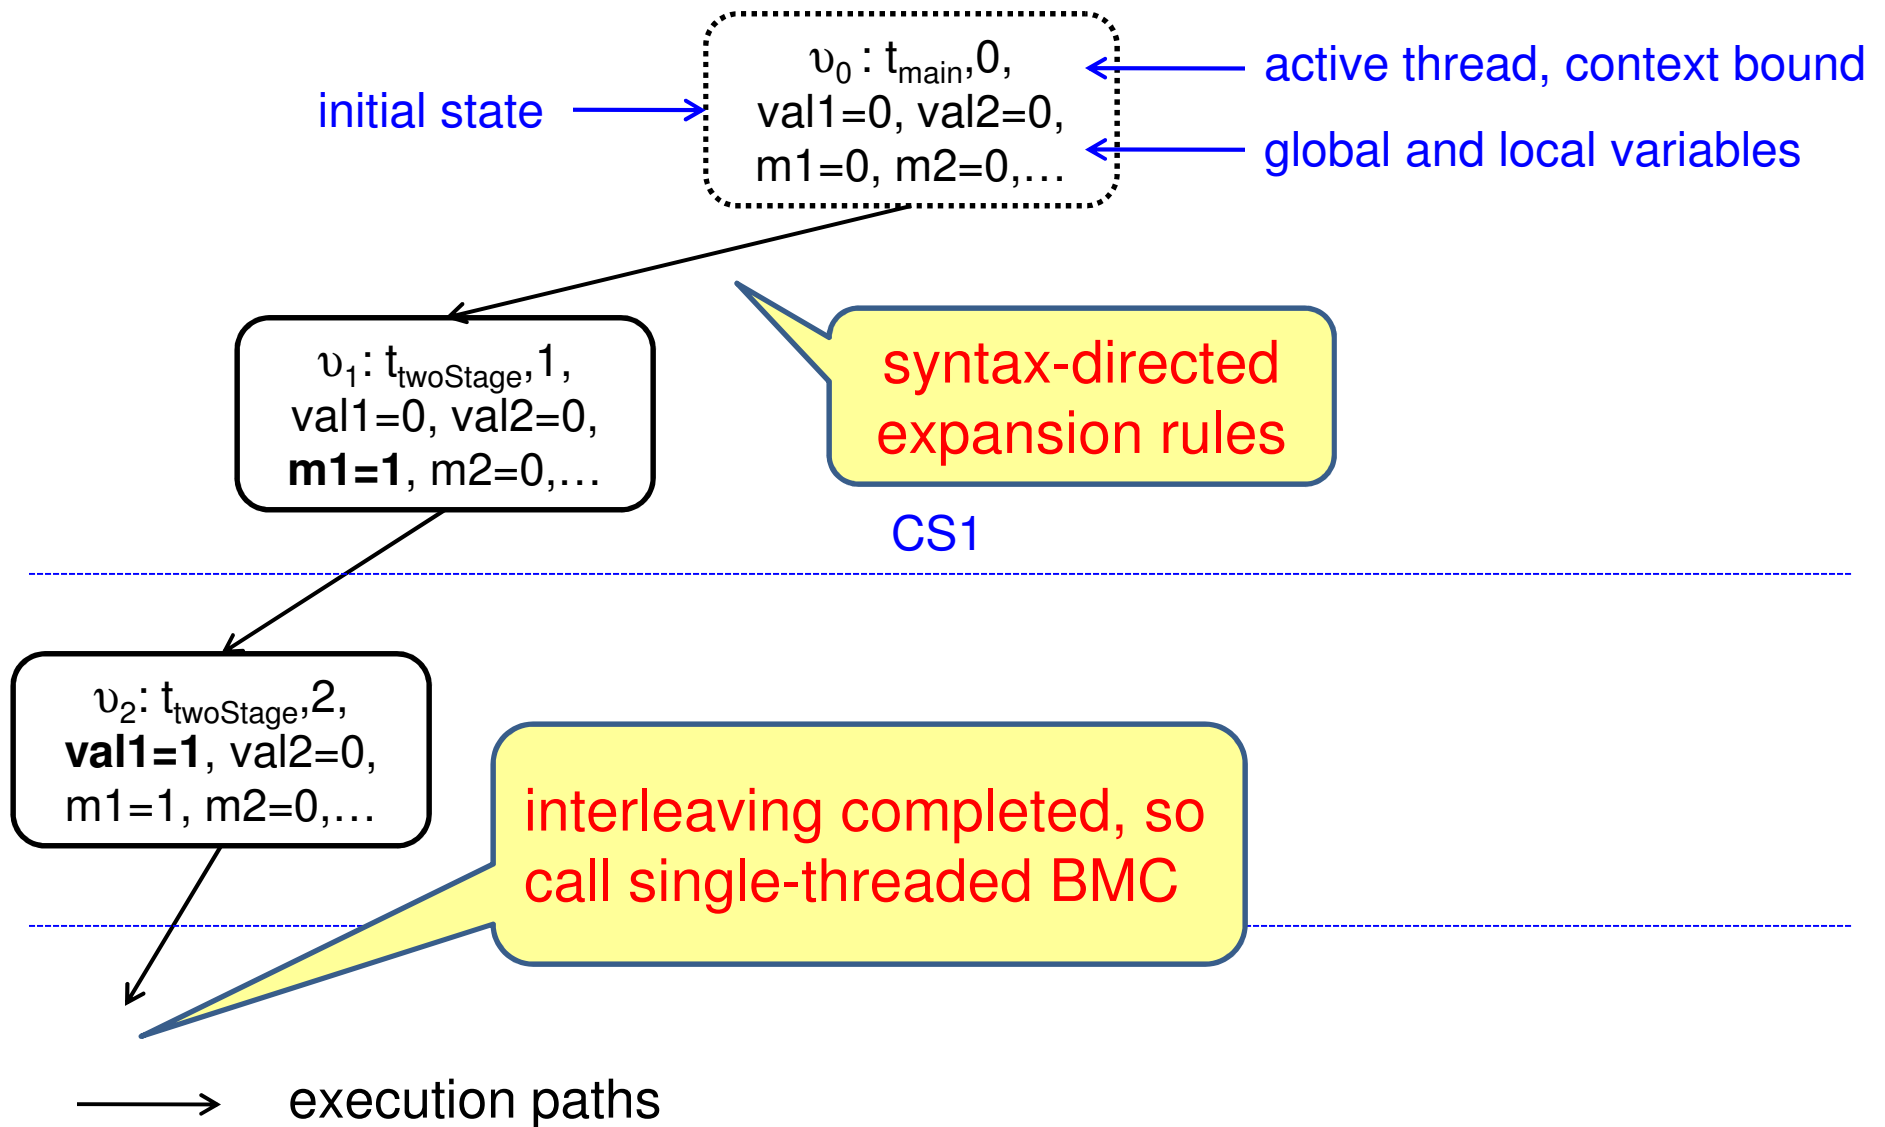 initial state
υ0 : tmain,0,
val1=0, val2=0,
m1=0, m2=0,…
active thread, context bound
global and local variables
υ1: ttwoStage,1,
val1=0, val2=0,
m1=1, m2=0,…
syntax-directed
expansion rules
CS1
υ2: ttwoStage,2,
val1=1, val2=0,
m1=1, m2=0,…
interleaving completed, so
call single-threaded BMC
execution paths